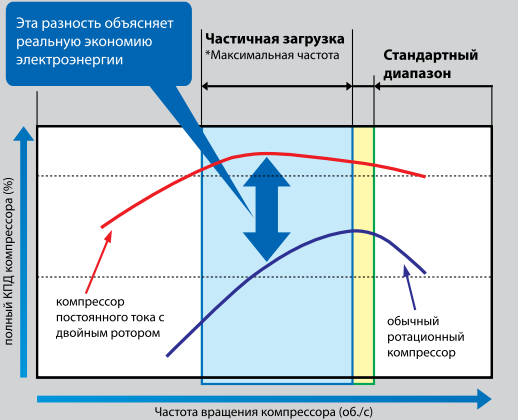 Эта разность объясняет
реальную экономию
электроэнергии
Частичная загрузка
*Максимальная частота
Стандартный
диапазон
полный КПД компрессора (%)
компрессор
постоянного тока с
двойным ротором
обычный
ротационный
компрессор
Частота вращения компрессора (об./с)